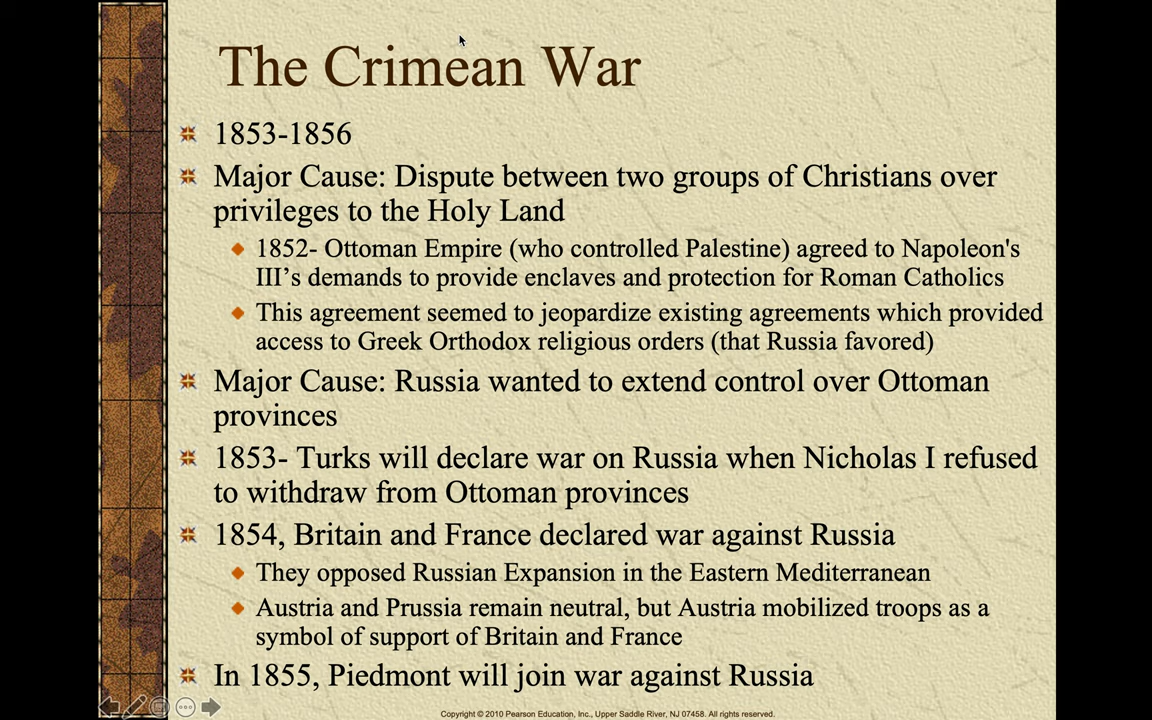 The Crimean War
1853-1856
Major Cause: Dispute between two groups of Christians over
privileges to the Holy Land
1852- Ottoman Empire (who controlled Palestine) agreed to Napoleon's
III’s demands to provide enclaves and protection for Roman Catholics
This agreement seemed to jeopardize existing agreements which provided
access to Greek Orthodox religious orders (that Russia favored)
Major Cause: Russia wanted to extend control over Ottoman
provinces
1853- Turks will declare war on Russia when Nicholas I refused
to withdraw from Ottoman provinces
1854, Britain and France declared war against Russia
They opposed Russian Expansion in the Eastern Mediterranean
Austria and Prussia remain neutral, but Austria mobilized troops as a
symbol of support of Britain and France
In 1855, Piedmont will join war against Russia
Copyright © 2010 Pearson Education, Inc., Upper Saddle River, NJ 07458. All rights reserved.